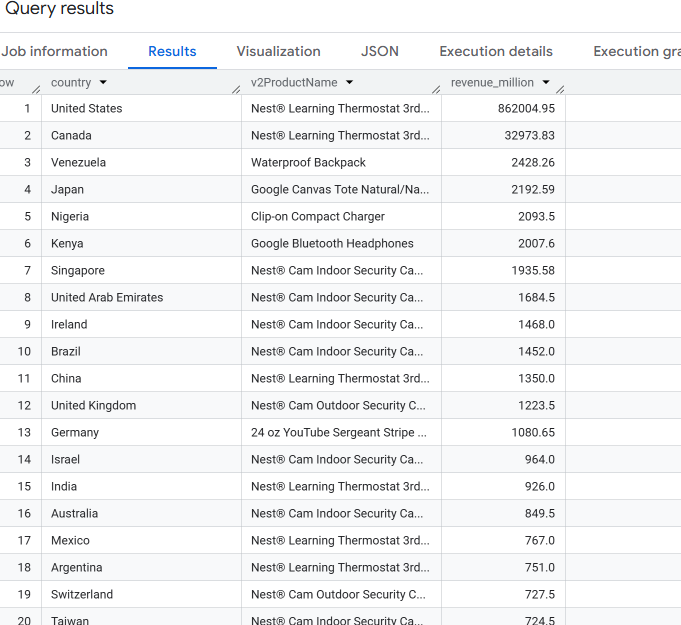 Query results
Job information Results Visualization JSON Execution details Execution gra
ow country v2ProductName revenue_million
1 United States Nest® Learning Thermostat 3rd... 862004.95
2 Canada Nest® Learning Thermostat 3rd... 32973.83
3 Venezuela Waterproof Backpack 2428.26
4 Japan Google Canvas Tote Natural/Na... 2192.59
5 Nigeria Clip-on Compact Charger 2093.5
6 Kenya Google Bluetooth Headphones 2007.6
7 Singapore Nest® Cam Indoor Security Ca... 1935.58
8 United Arab Emirates Nest® Cam Indoor Security Ca... 1684.5
9 Ireland Nest® Cam Indoor Security Ca... 1468.0
10 Brazil Nest® Cam Indoor Security Ca... 1452.0
11 China Nest® Learning Thermostat 3rd... 1350.0
12 United Kingdom Nest® Cam Outdoor Security C... 1223.5
13 Germany 24 oz YouTube Sergeant Stripe ... 1080.65
14 Israel Nest® Cam Indoor Security Ca... 964.0
15 India Nest® Learning Thermostat 3rd... 926.0
16 Australia Nest® Cam Indoor Security Ca... 849.5
17 Mexico Nest® Learning Thermostat 3rd... 767.0
18 Argentina Nest® Learning Thermostat 3rd... 751.0
19 Switzerland Nest® Cam Outdoor Security C... 727.5
20 Taiwan Nest® Cam Indoor Security Ca... 724.5